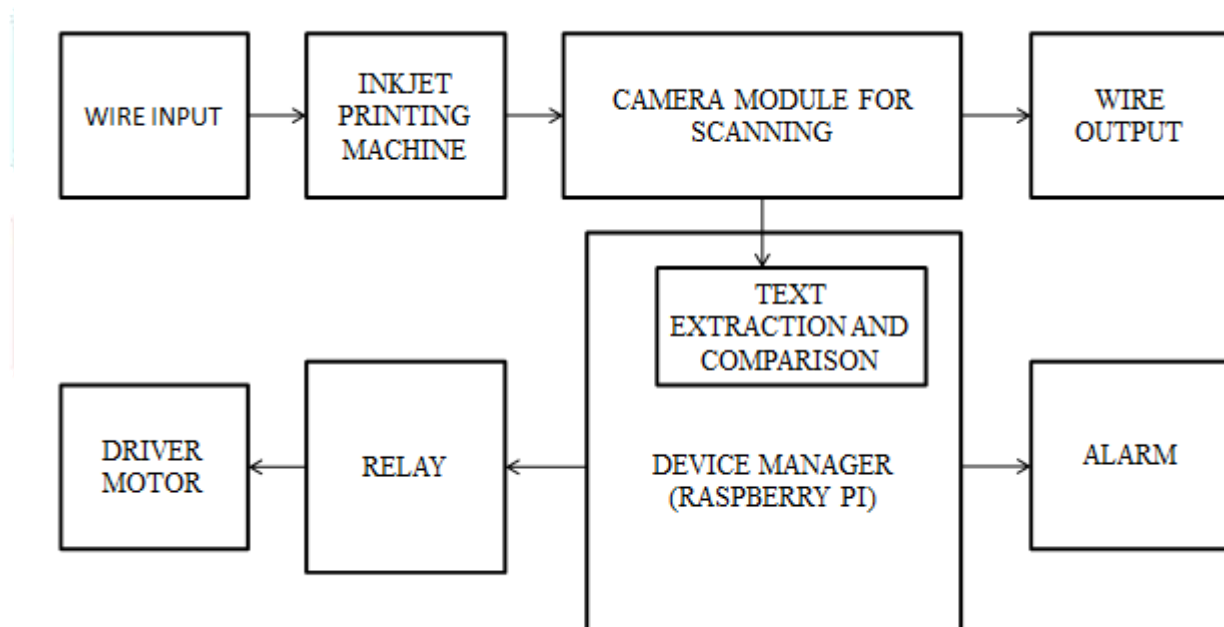 WIRE INPUT
INKJET
PRINTING
MACHINE
CAMERA MODULE FOR
SCANNING
WIRE
OUTPUT
TEXT
EXTRACTION AND
COMPARISON
DRIVER
MOTOR
RELAY
DEVICE MANAGER
(RASPBERRY PI)
ALARM